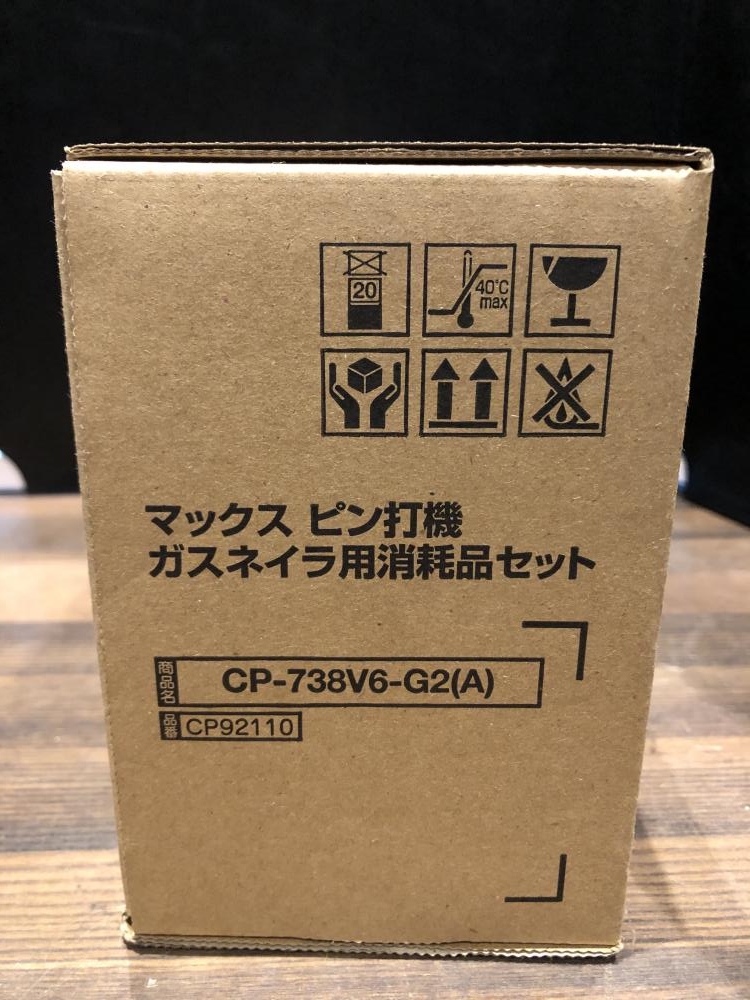 20
40℃
max
マックス ピン打機
ガスネイラ用消耗品セット
商品名 CP-738V6-G2(A)
品番 CP92110